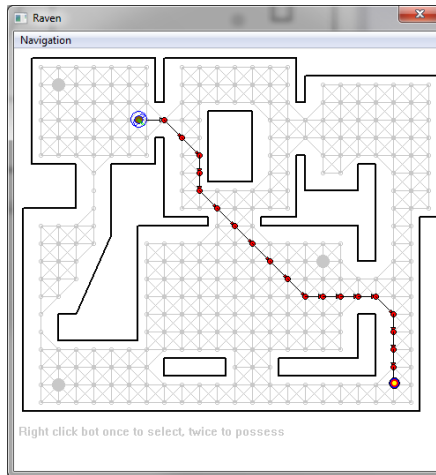 Raven
Navigation
Right click bot once to select, twice to possess